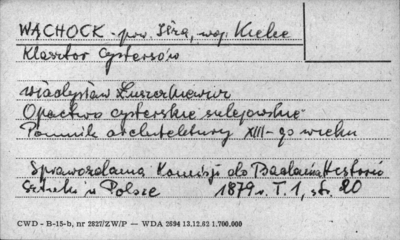 WĄCHOCK - pow. Iłża, woj. Kielce
Klasztor Cystersów
Władysław Łuszczkiewicz
Opactwo cysterskie sulejowskie
Pomnik architektury XIII-go wieku
Sprawozdania Komisji do Badania Historii
Sztuki w Polsce 1879 r. T. 1, str. 20
CWD - B-15-b, nr 2627/ZW/P — WDA 2694 13.12.62 1.700.000